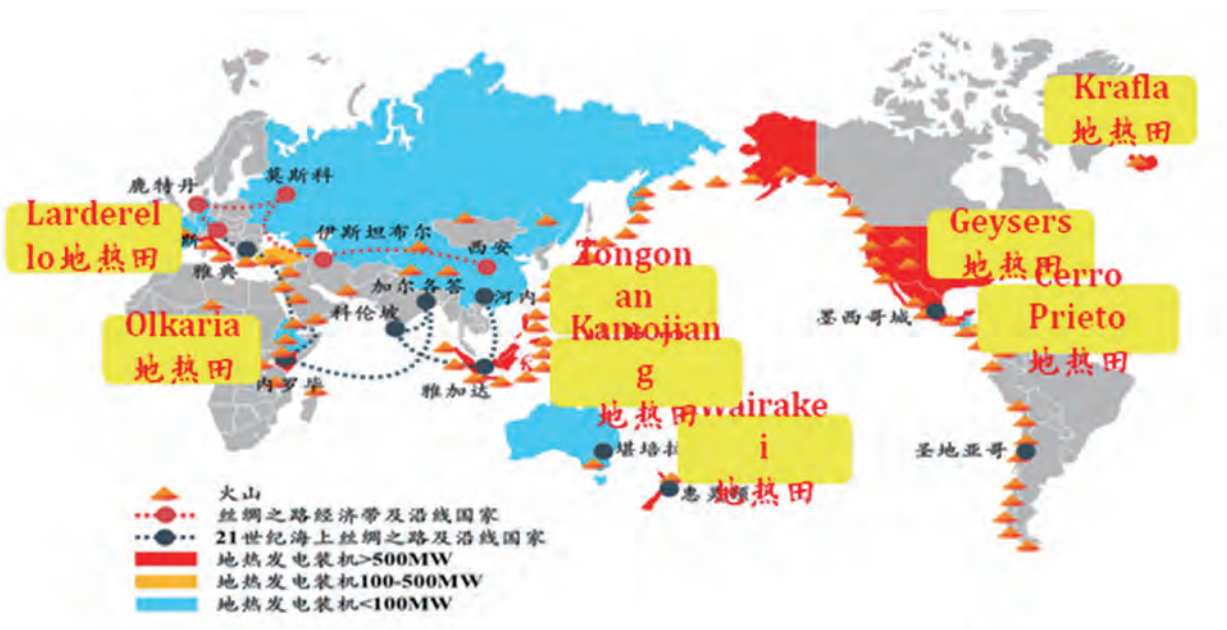 Krafla
地热田
鹿特丹
莫斯科
Larderel
lo地热田
斯
伊斯坦布尔
西安
雅典
加尔各答
河内
科伦坡
Tongon
an
Geysers
地热田
Cerro
Prieto
地热田
墨西哥城
Olkaria
地热田
内罗毕
Kamojian
g
地热田
雅加达
Wairake
i
地热田
堪培拉
圣地亚哥
火山
丝绸之路经济带及沿线国家
21世纪海上丝绸之路及沿线国家
地热发电装机>500MW
地热发电装机100-500MW
地热发电装机<100MW